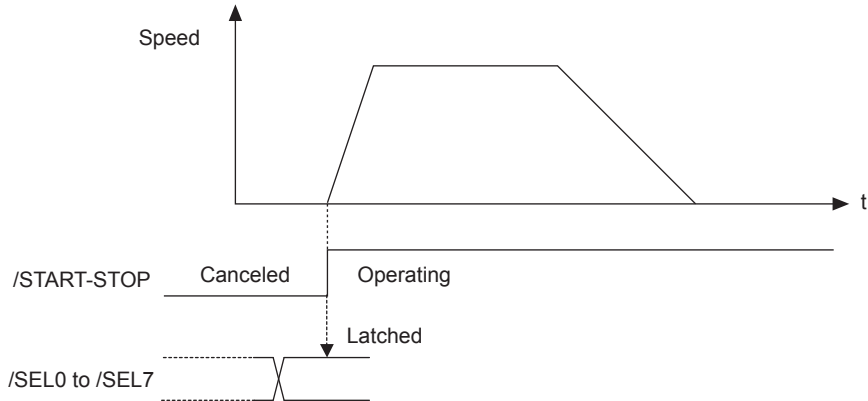 Speed
t
/START-STOP
Canceled
Operating
Latched
/SEL0 to /SEL7